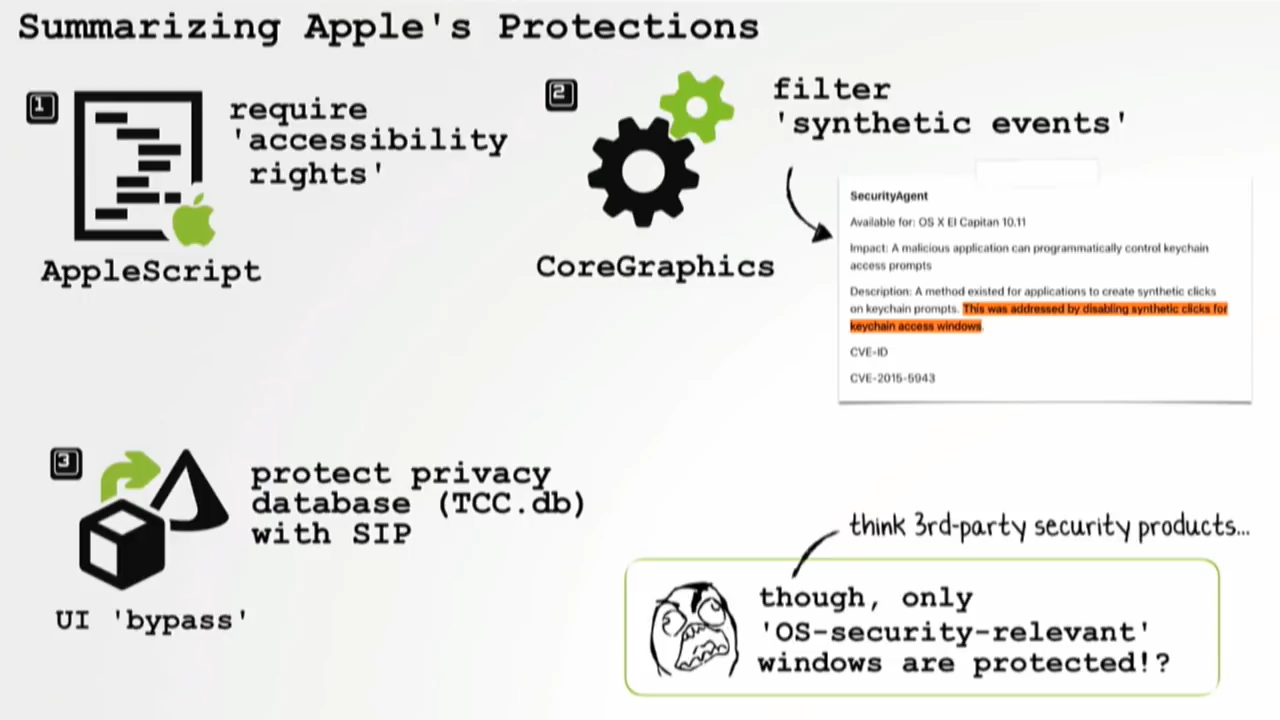 Summarizing Apple's Protections
1
require
'accessibility
rights'
AppleScript
2
filter
'synthetic events'
CoreGraphics
SecurityAgent
Available for: OS X El Capitan 10.11
Impact: A malicious application can programmatically control keychain
access prompts
Description: A method existed for applications to create synthetic clicks
on keychain prompts. This was addressed by disabling synthetic clicks for
keychain access windows.
CVE-ID
CVE-2015-5943
3
protect privacy
database (TCC.db)
with SIP
UI 'bypass'
think 3rd-party security products...
though, only
'OS-security-relevant'
windows are protected!?